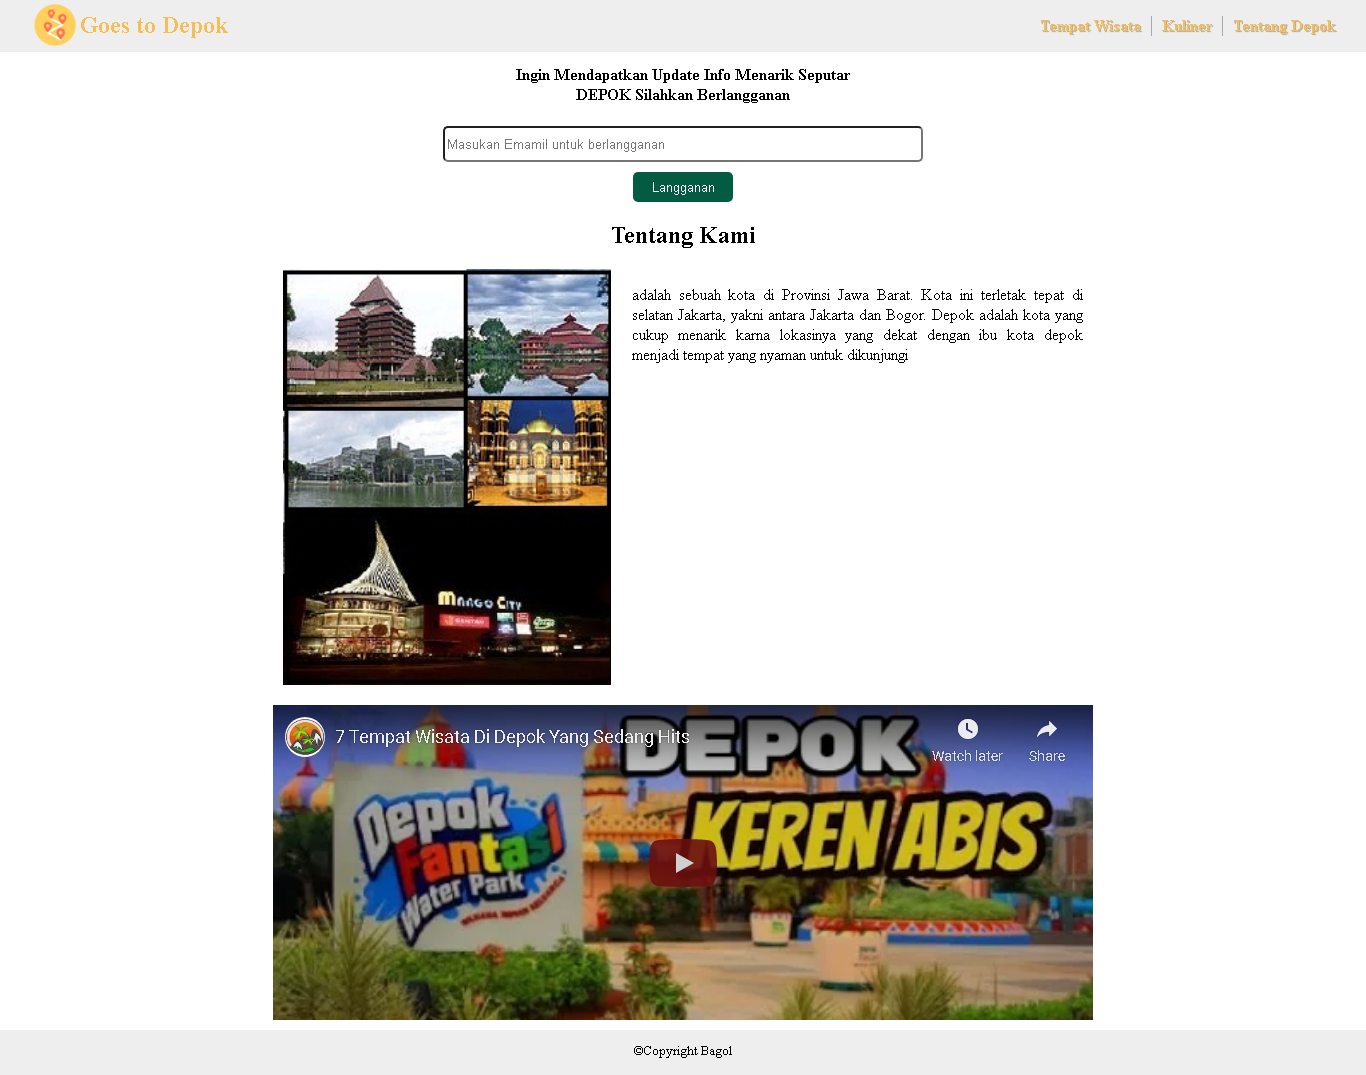 Goes to Depok
Tempat Wisata
Kuliner
Tentang Depok
Ingin Mendapatkan Update Info Menarik Seputar
DEPOK Silahkan Berlangganan
Masukan Emamil untuk berlangganan
Langganan
Tentang Kami
adalah sebuah kota di Provinsi Jawa Barat. Kota ini terletak tepat di
selatan Jakarta, yakni antara Jakarta dan Bogor. Depok adalah kota yang
cukup menarik karna lokasinya yang dekat dengan ibu kota depok
menjadi tempat yang nyaman untuk dikunjungi
MARGO CITY
7 Tempat Wisata Di Depok Yang Sedang Hits
Watch later
Share
DEPOK
KEREN ABIS
Depok
Fantasi
Water Park
©Copyright Bagol